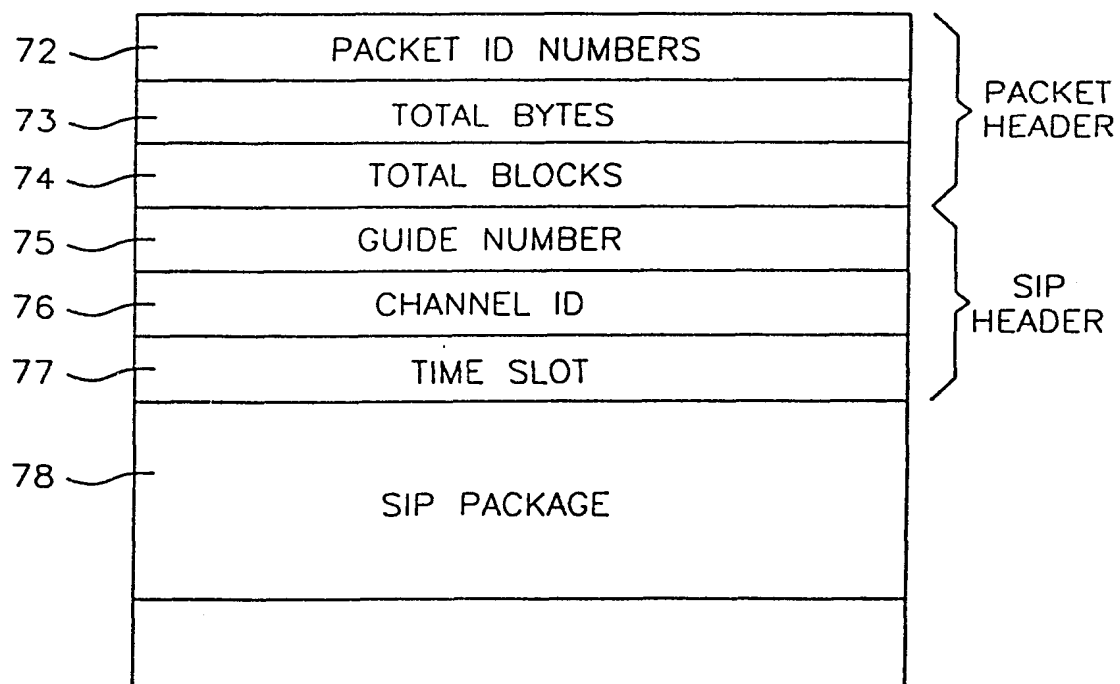 72 PACKET ID NUMBERS
73 TOTAL BYTES
74 TOTAL BLOCKS
PACKET
HEADER
75 GUIDE NUMBER
76 CHANNEL ID
77 TIME SLOT
SIP
HEADER
78 SIP PACKAGE